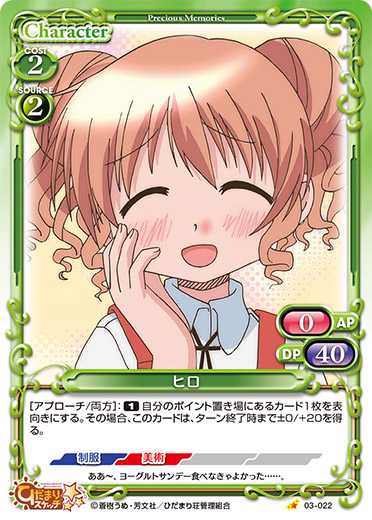 Precious Memories
Character
COST
2
SOURCE
2
0 AP
DP 40
ヒロ
[アプローチ/両方]：1 自分のポイント置き場にあるカード1枚を表
向きにする。その場合、このカードは、ターン終了時まで±0/+20を得
る。
制服 美術
ああ～、ヨーグルトサンデー食べなきゃよかった……。
ひだまりスケッチ
©蒼樹うめ・芳文社／ひだまり荘管理組合
03-022